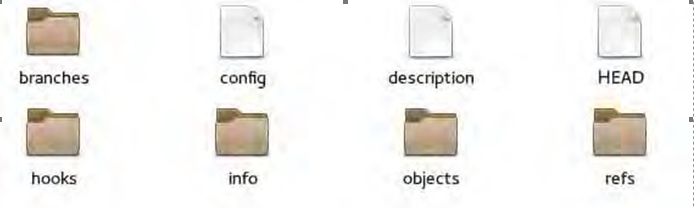 branches config description HEAD
hooks info objects refs